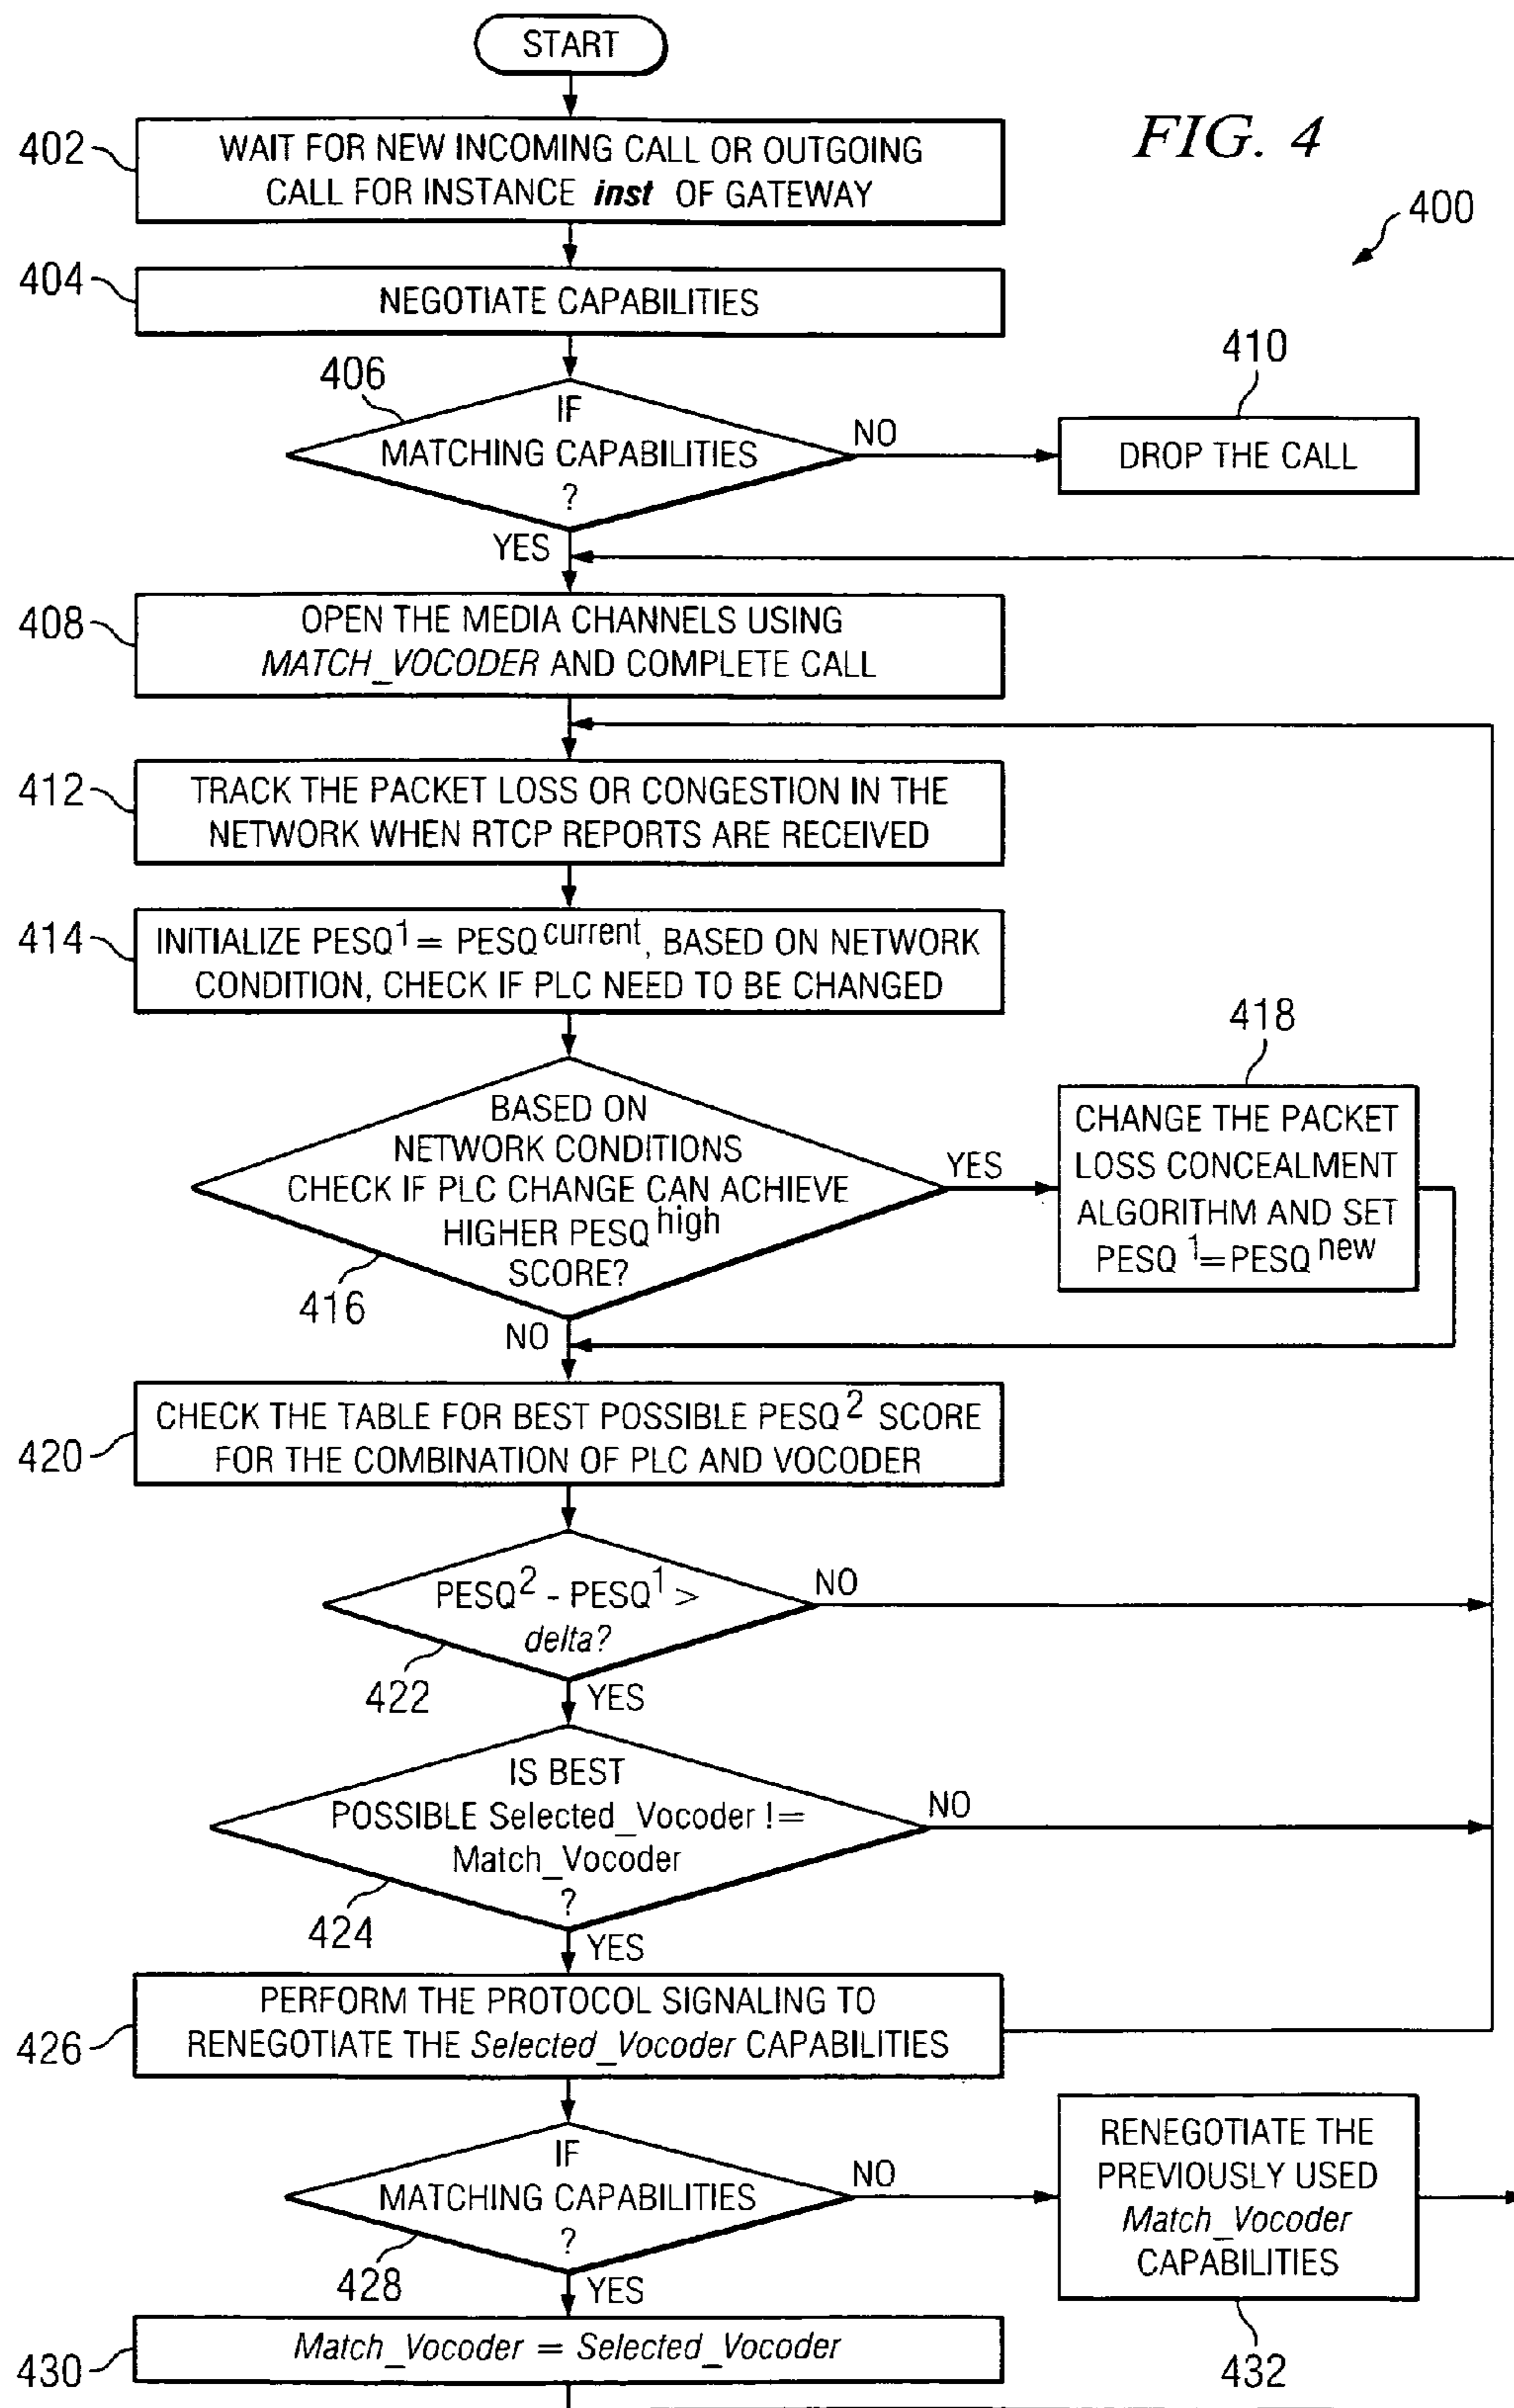 START
FIG. 4
400
402
WAIT FOR NEW INCOMING CALL OR OUTGOING
CALL FOR INSTANCE inst OF GATEWAY
404
NEGOTIATE CAPABILITIES
406
IF
MATCHING CAPABILITIES
?
NO
410
DROP THE CALL
YES
408
OPEN THE MEDIA CHANNELS USING
MATCH_VOCODER AND COMPLETE CALL
412
TRACK THE PACKET LOSS OR CONGESTION IN THE
NETWORK WHEN RTCP REPORTS ARE RECEIVED
414
INITIALIZE PESQ1 = PESQcurrent, BASED ON NETWORK
CONDITION, CHECK IF PLC NEED TO BE CHANGED
BASED ON
NETWORK CONDITIONS
CHECK IF PLC CHANGE CAN ACHIEVE
HIGHER PESQhigh
SCORE?
416
YES
418
CHANGE THE PACKET
LOSS CONCEALMENT
ALGORITHM AND SET
PESQ 1=PESQnew
NO
420
CHECK THE TABLE FOR BEST POSSIBLE PESQ2 SCORE
FOR THE COMBINATION OF PLC AND VOCODER
PESQ2 - PESQ1 >
delta?
422
NO
YES
IS BEST
POSSIBLE Selected_Vocoder !=
Match_Vocoder
?
424
NO
YES
426
PERFORM THE PROTOCOL SIGNALING TO
RENEGOTIATE THE Selected_Vocoder CAPABILITIES
IF
MATCHING CAPABILITIES
?
428
NO
RENEGOTIATE THE
PREVIOUSLY USED
Match_Vocoder
CAPABILITIES
432
YES
430
Match_Vocoder = Selected_Vocoder